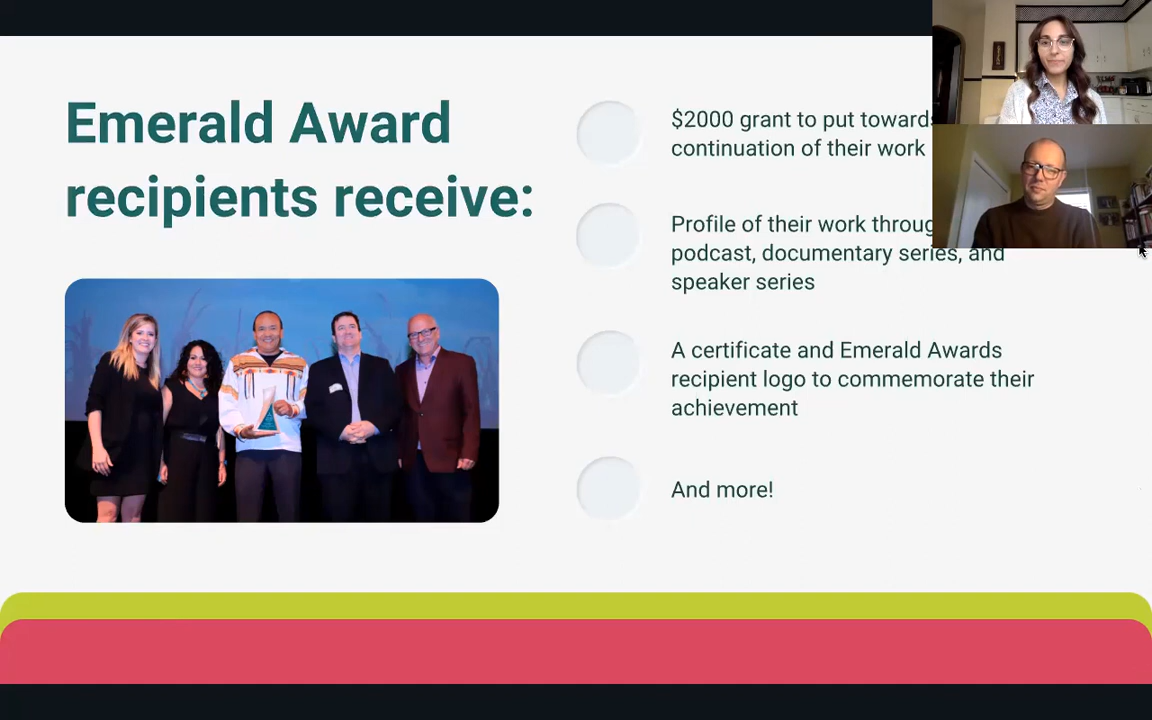 Emerald Award
recipients receive:
$2000 grant to put towards
continuation of their work
Profile of their work
podcast, documentary series, and
speaker series
A certificate and Emerald Awards
recipient logo to commemorate their
achievement
And more!